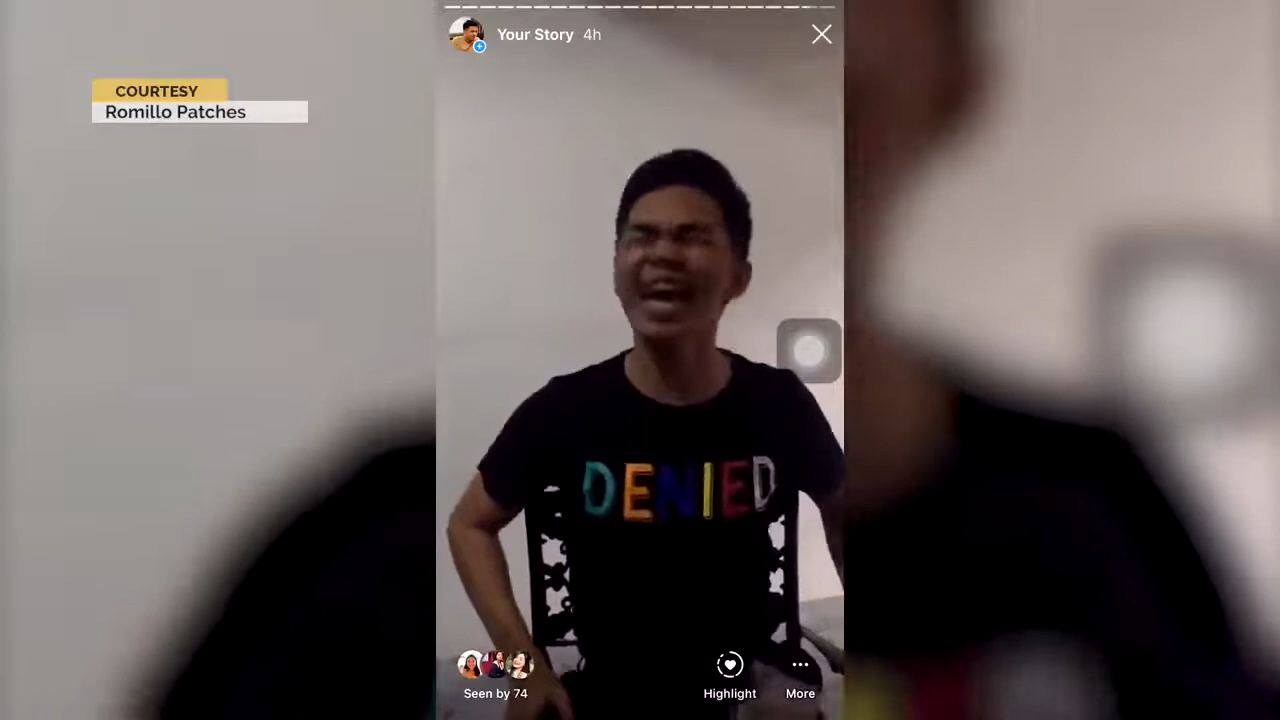 COURTESY
Romillo Patches
Your Story 4h
DENIED
Seen by 74
Highlight
More